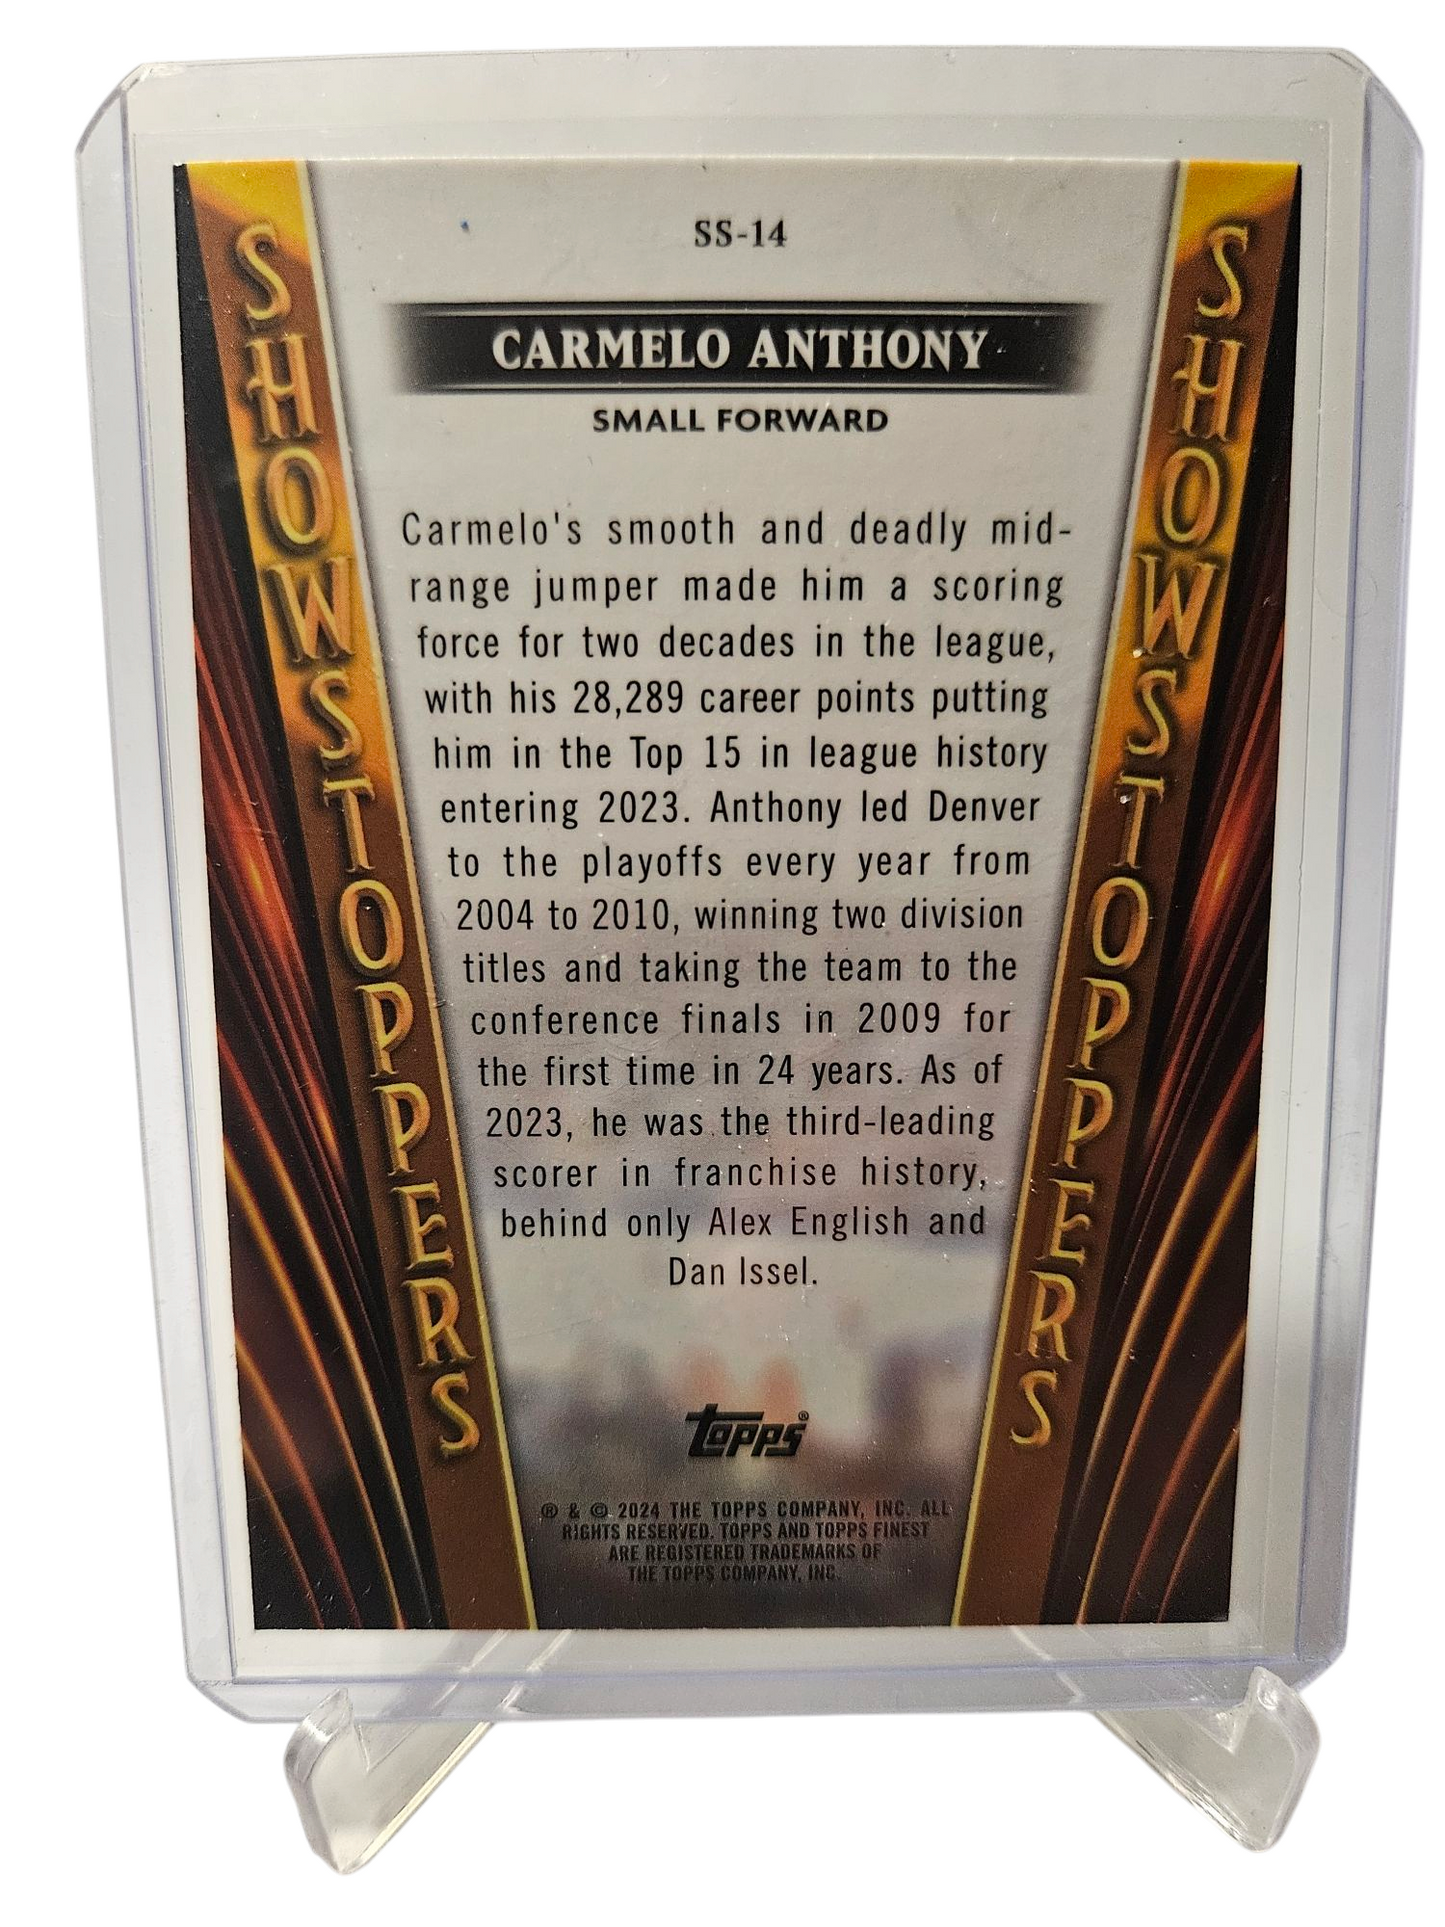 SS-14
CARMELO ANTHONY
SMALL FORWARD
SHOWSTOPPERS
SHOWSTOPPERS
Carmelo's smooth and deadly mid-
range jumper made him a scoring
force for two decades in the league,
with his 28,289 career points putting
him in the Top 15 in league history
entering 2023. Anthony led Denver
to the playoffs every year from
2004 to 2010, winning two division
titles and taking the team to the
conference finals in 2009 for
the first time in 24 years. As of
2023, he was the third-leading
scorer in franchise history,
behind only Alex English and
Dan Issel.
topps®
® & © 2024 THE TOPPS COMPANY, INC. ALL
RIGHTS RESERVED. TOPPS AND TOPPS FINEST
ARE REGISTERED TRADEMARKS OF
THE TOPPS COMPANY, INC.